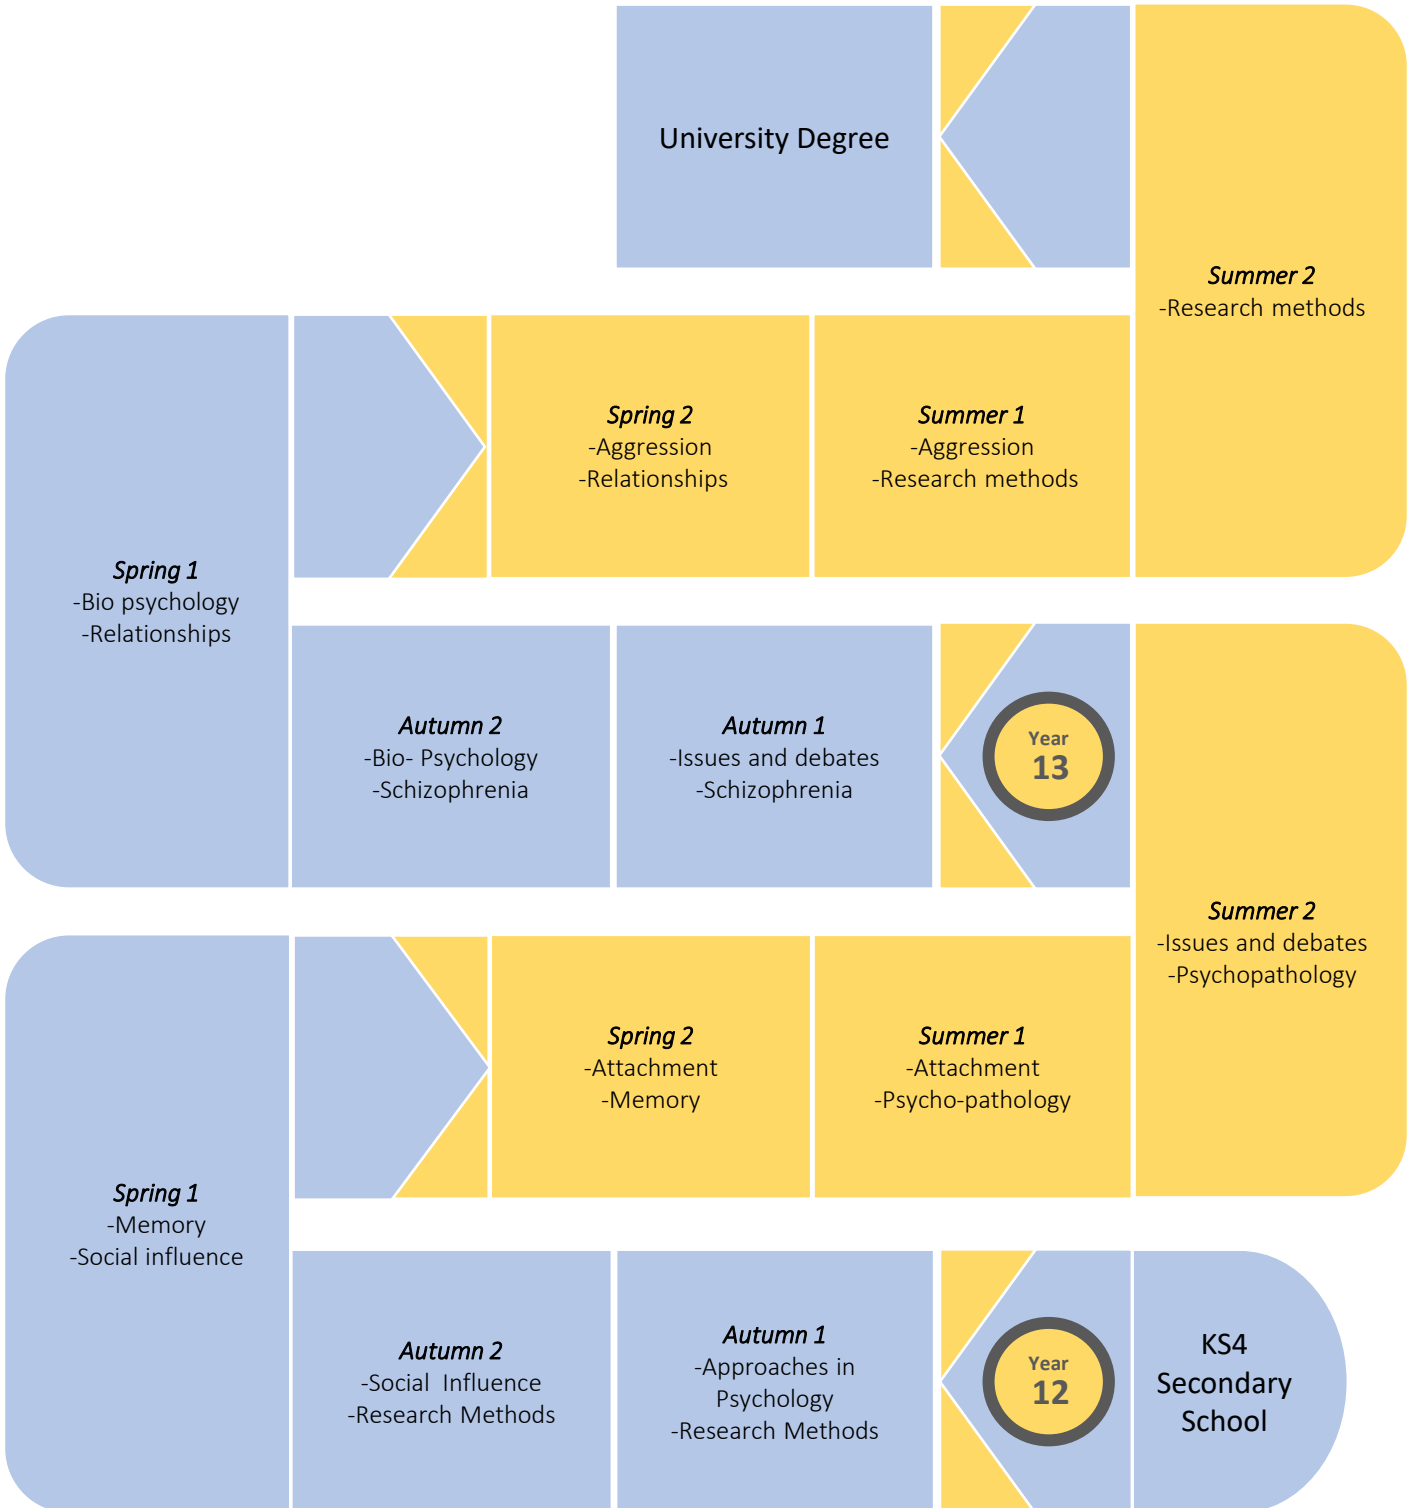 University Degree
Summer 2
-Research methods
Spring 2
-Aggression
-Relationships
Summer 1
-Aggression
-Research methods
Spring 1
-Bio psychology
-Relationships
Autumn 2
-Bio- Psychology
-Schizophrenia
Autumn 1
-Issues and debates
-Schizophrenia
Year
13
Summer 2
-Issues and debates
-Psychopathology
Spring 2
-Attachment
-Memory
Summer 1
-Attachment
-Psycho-pathology
Spring 1
-Memory
-Social influence
Autumn 2
-Social  Influence
-Research Methods
Autumn 1
-Approaches in
Psychology
-Research Methods
Year
12
KS4
Secondary
School